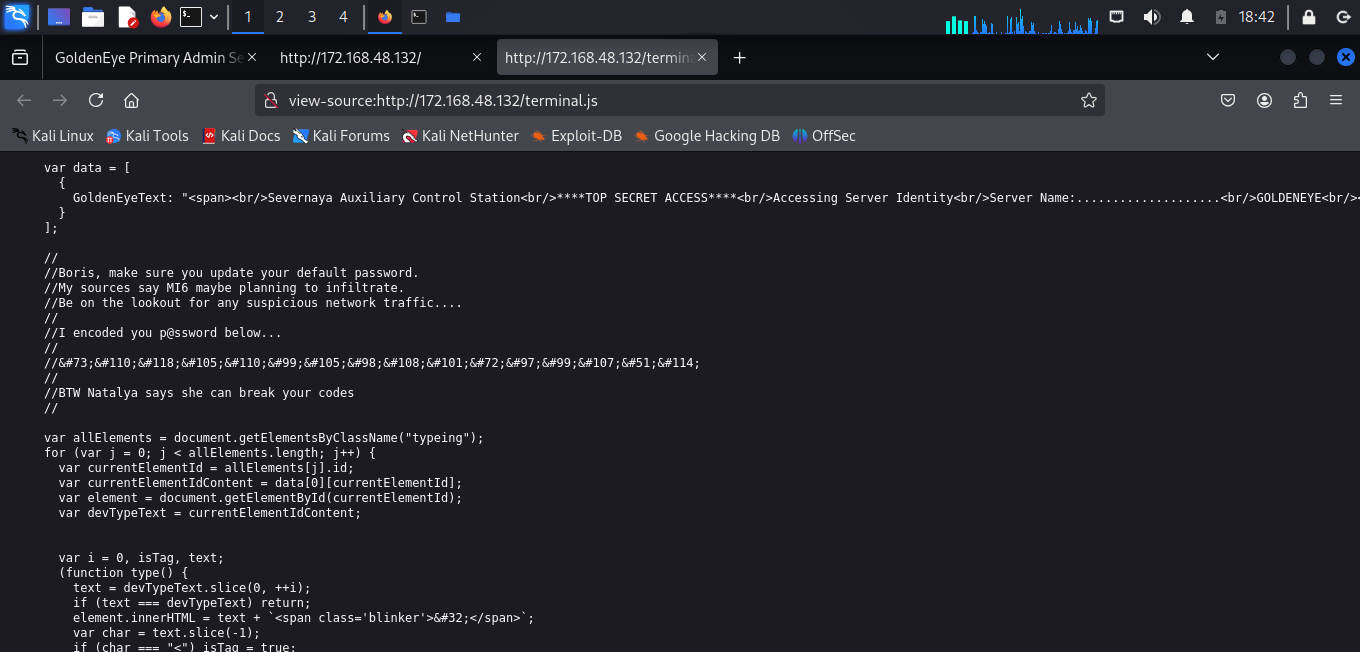 1 2 3 4 18:42
GoldenEye Primary Admin Se
http://172.168.48.132/
http://172.168.48.132/termin
view-source:http://172.168.48.132/terminal.js
Kali Linux Kali Tools Kali Docs Kali Forums Kali NetHunter Exploit-DB Google Hacking DB OffSec
var data = [
  {
    GoldenEyeText: "<span><br/>Severnaya Auxiliary Control Station<br/>****TOP SECRET ACCESS****<br/>Accessing Server Identity<br/>Server Name:....................<br/>GOLDENEYE<br/><
  }
];
//
//Boris, make sure you update your default password.
//My sources say MI6 maybe planning to infiltrate.
//Be on the lookout for any suspicious network traffic....
//
//I encoded you p@ssword below...
//
//&#73;&#110;&#118;&#105;&#110;&#99;&#105;&#98;&#108;&#101;&#72;&#97;&#99;&#107;&#51;&#114;
//
//BTW Natalya says she can break your codes
//
var allElements = document.getElementsByClassName("typeing");
for (var j = 0; j < allElements.length; j++) {
  var currentElementId = allElements[j].id;
  var currentElementIdContent = data[0][currentElementId];
  var element = document.getElementById(currentElementId);
  var devTypeText = currentElementIdContent;
  var i = 0, isTag, text;
  (function type() {
    text = devTypeText.slice(0, ++i);
    if (text === devTypeText) return;
    element.innerHTML = text + `<span class='blinker'>&#32;</span>`;
    var char = text.slice(-1);
    if (char === "<") isTag = true;